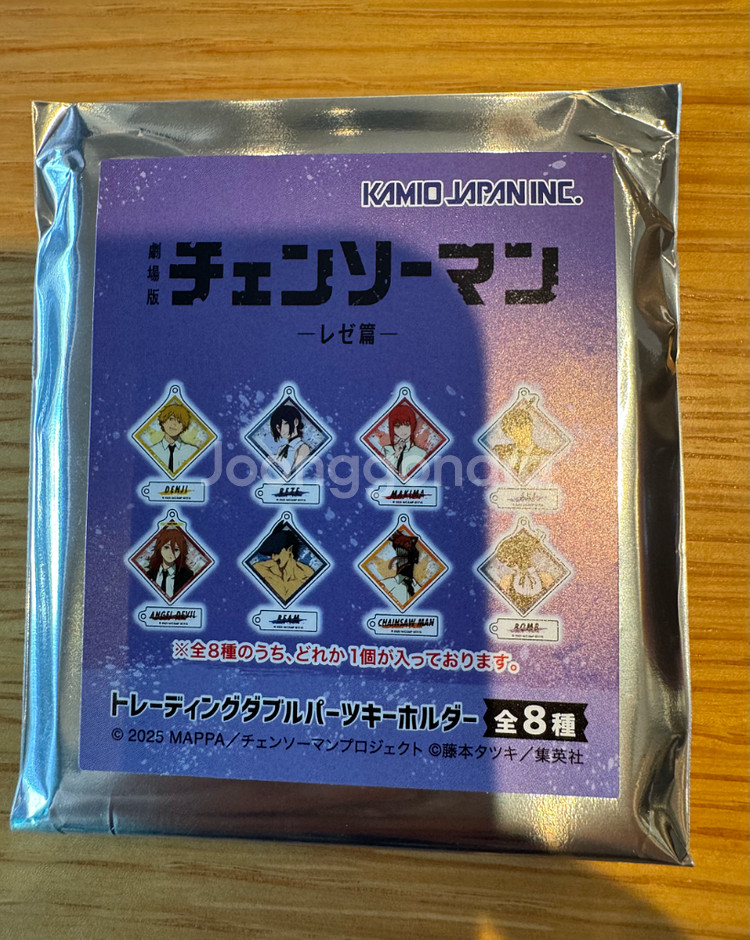 KAMIO JAPAN INC.
劇場版
チェンソーマン
―レゼ篇―
Joonggonara
DENJI
REZE
MAKIMA
ANGEL DEVIL
BEAM
CHAINSAW MAN
BOMB
※全8種のうち、どれか1個が入っております。
トレーディングダブルパーツキーホルダー 全8種
© 2025 MAPPA／チェンソーマンプロジェクト ©藤本タツキ／集英社